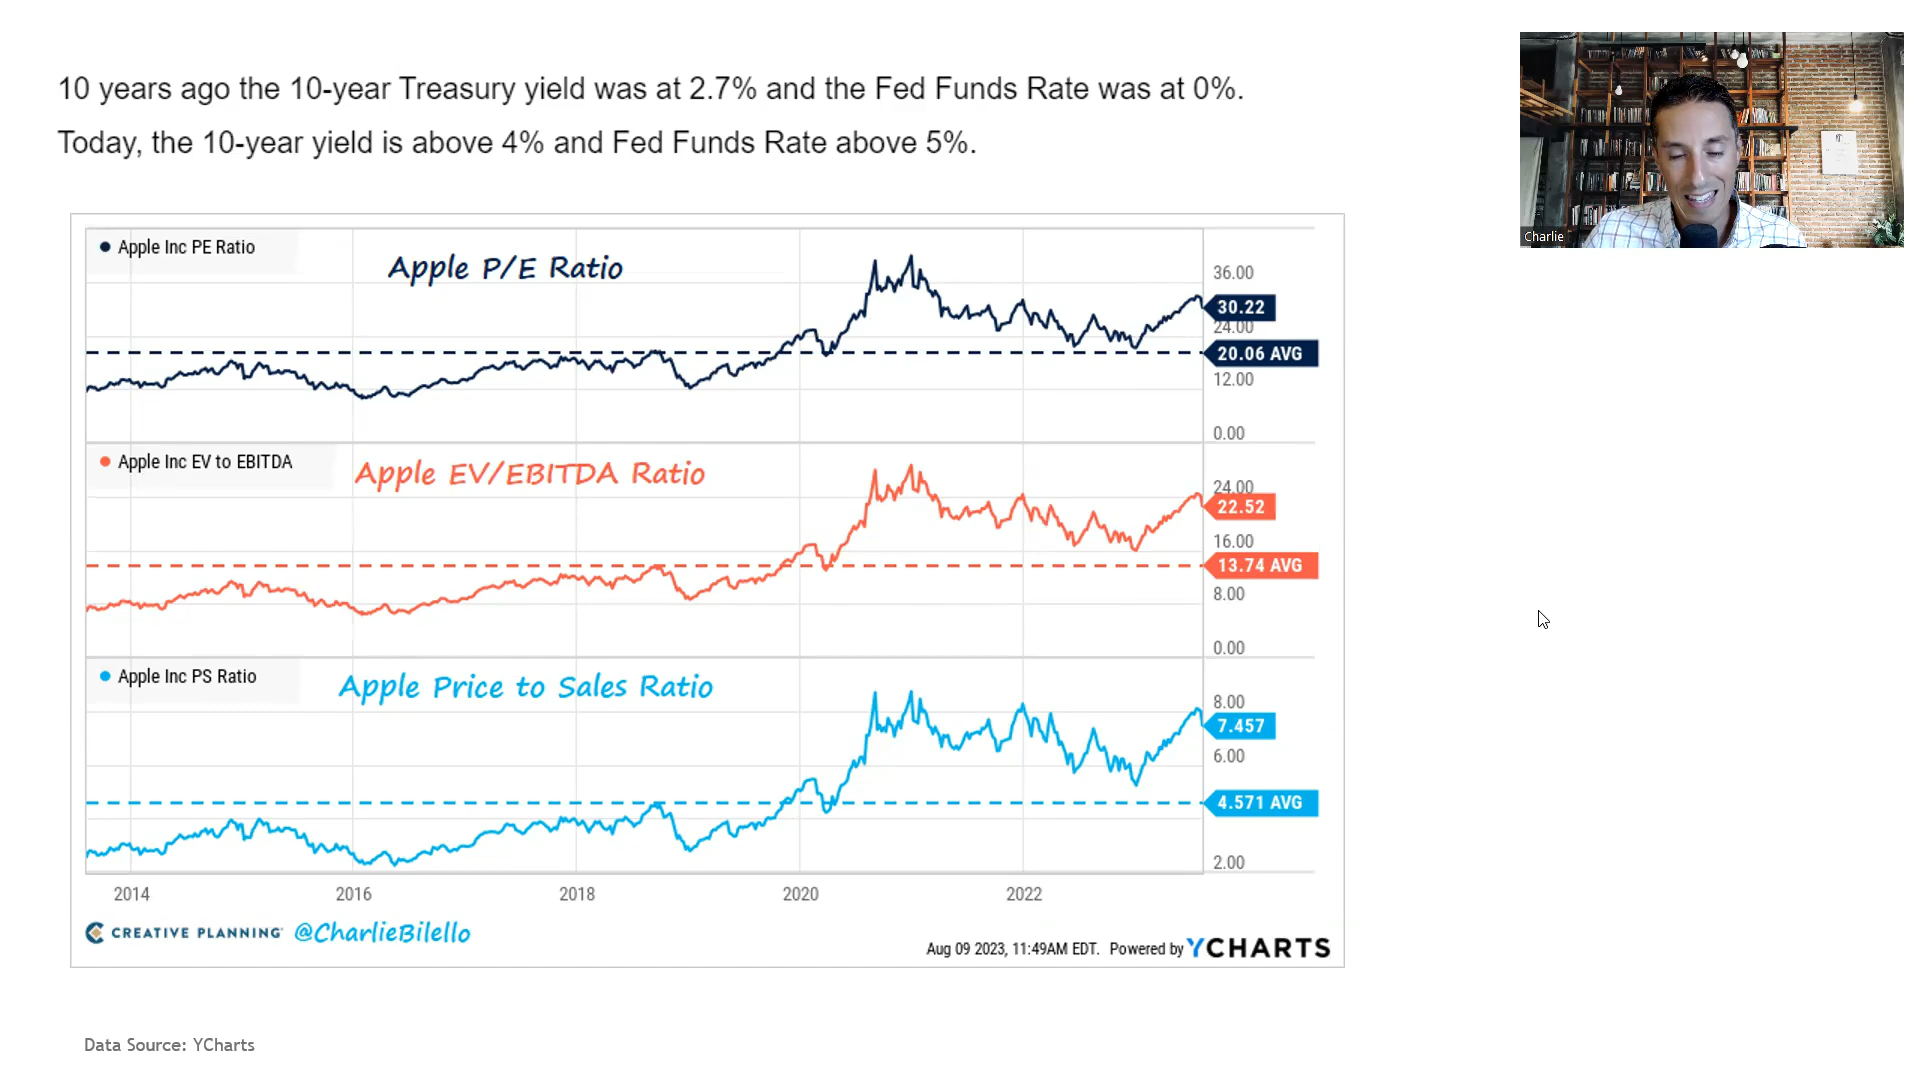 10 years ago the 10-year Treasury yield was at 2.7% and the Fed Funds Rate was at 0%.
Today, the 10-year yield is above 4% and Fed Funds Rate above 5%.
Charlie
Apple Inc PE Ratio
Apple P/E Ratio
36.00
30.22
24.00
20.06 AVG
12.00
0.00
Apple Inc EV to EBITDA
Apple EV/EBITDA Ratio
24.00
22.52
16.00
13.74 AVG
8.00
0.00
Apple Inc PS Ratio
Apple Price to Sales Ratio
8.00
7.457
6.00
4.571 AVG
2.00
2014 2016 2018 2020 2022
CREATIVE PLANNING @CharlieBilello
Aug 09 2023, 11:49AM EDT. Powered by YCHARTS
Data Source: YCharts